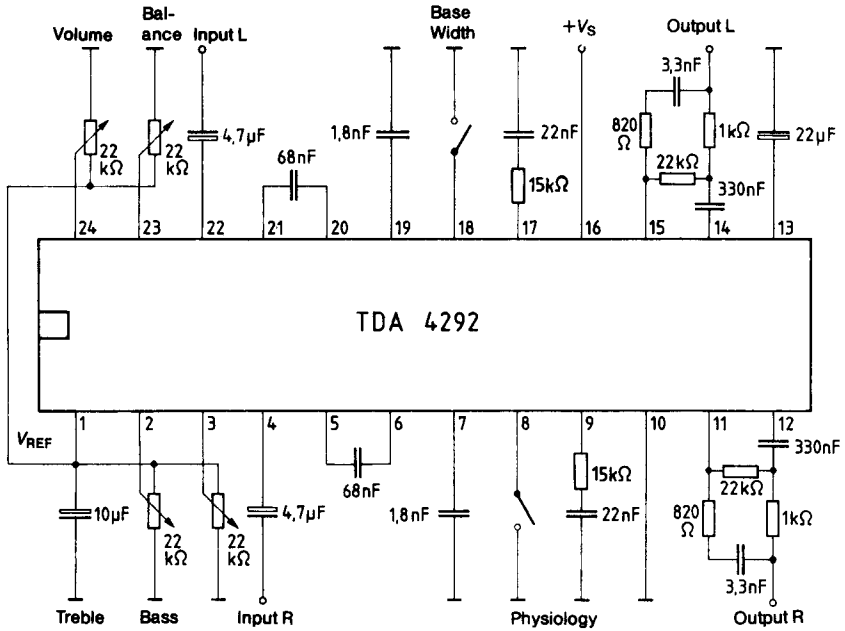 Volume
Bal-
ance
Input L
Base
Width
+VS
Output L
22
kΩ
22
kΩ
4,7µF
68nF
1,8nF
22nF
15kΩ
3,3nF
820
Ω
1kΩ
22kΩ
330nF
22µF
24 23 22 21 20 19 18 17 16 15 14 13
TDA 4292
1 2 3 4 5 6 7 8 9 10 11 12
VREF
10µF
22
kΩ
22
kΩ
4,7µF
68nF
1,8nF
15kΩ
22nF
330nF
22kΩ
820
Ω
1kΩ
3,3nF
Treble Bass Input R Physiology Output R